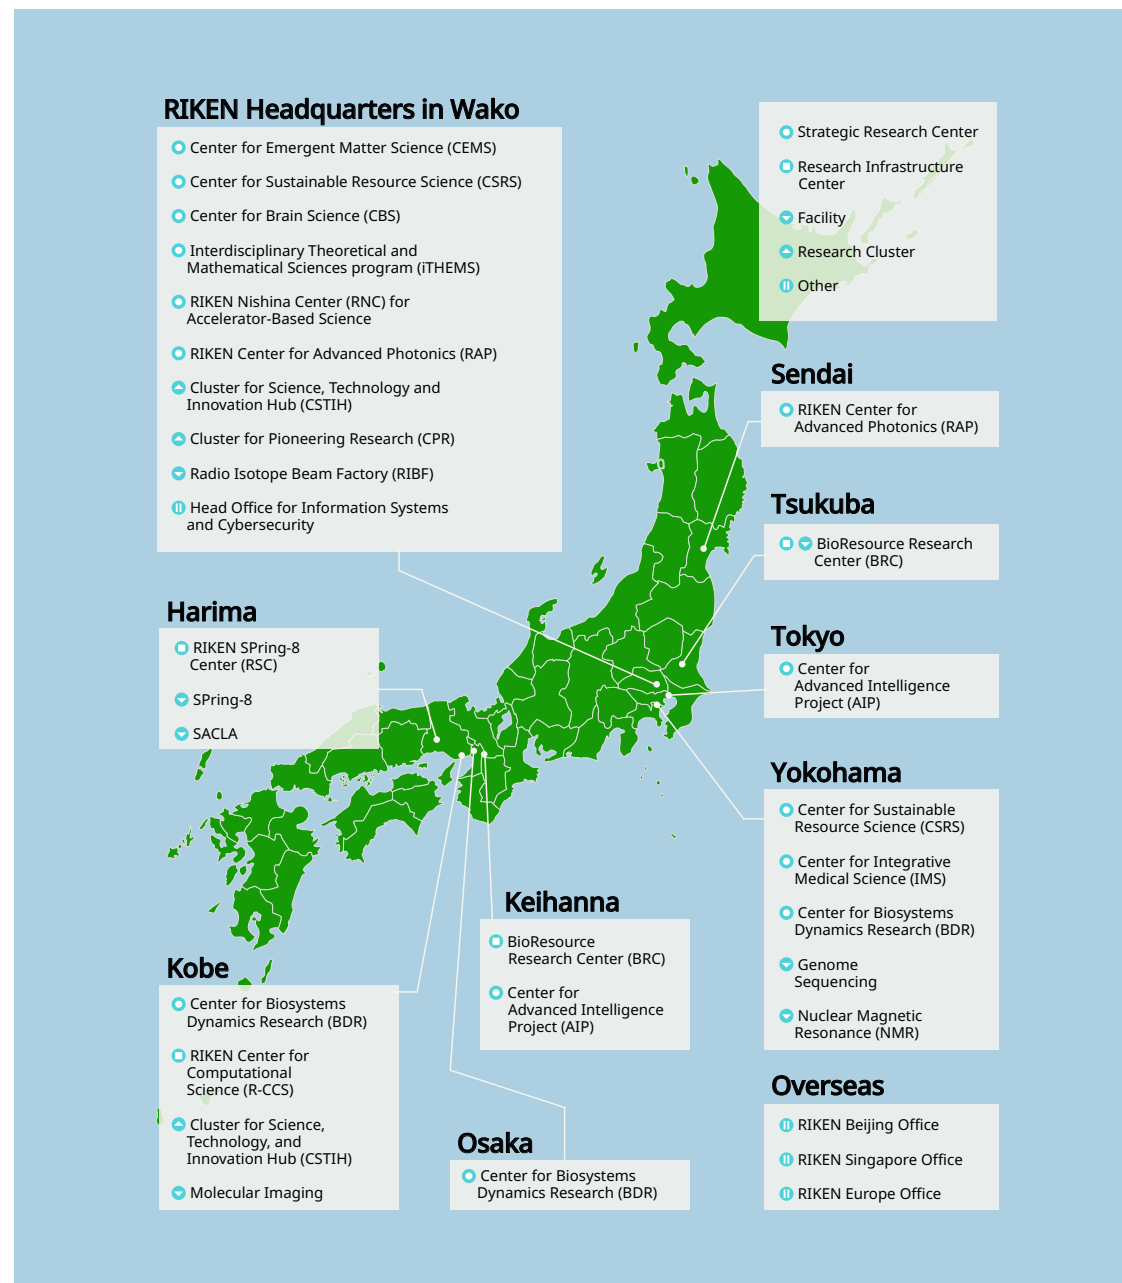 RIKEN Headquarters in Wako
Center for Emergent Matter Science (CEMS)
Center for Sustainable Resource Science (CSRS)
Center for Brain Science (CBS)
Interdisciplinary Theoretical and
Mathematical Sciences program (iTHEMS)
RIKEN Nishina Center (RNC) for
Accelerator-Based Science
RIKEN Center for Advanced Photonics (RAP)
Cluster for Science, Technology and
Innovation Hub (CSTIH)
Cluster for Pioneering Research (CPR)
Radio Isotope Beam Factory (RIBF)
Head Office for Information Systems
and Cybersecurity
Strategic Research Center
Research Infrastructure
Center
Facility
Research Cluster
Other
Sendai
RIKEN Center for
Advanced Photonics (RAP)
Tsukuba
BioResource Research
Center (BRC)
Harima
RIKEN SPring-8
Center (RSC)
SPring-8
SACLA
Tokyo
Center for
Advanced Intelligence
Project (AIP)
Yokohama
Center for Sustainable
Resource Science (CSRS)
Center for Integrative
Medical Science (IMS)
Center for Biosystems
Dynamics Research (BDR)
Genome
Sequencing
Nuclear Magnetic
Resonance (NMR)
Keihanna
BioResource
Research Center (BRC)
Center for
Advanced Intelligence
Project (AIP)
Kobe
Center for Biosystems
Dynamics Research (BDR)
RIKEN Center for
Computational
Science (R-CCS)
Cluster for Science,
Technology, and
Innovation Hub (CSTIH)
Molecular Imaging
Osaka
Center for Biosystems
Dynamics Research (BDR)
Overseas
RIKEN Beijing Office
RIKEN Singapore Office
RIKEN Europe Office